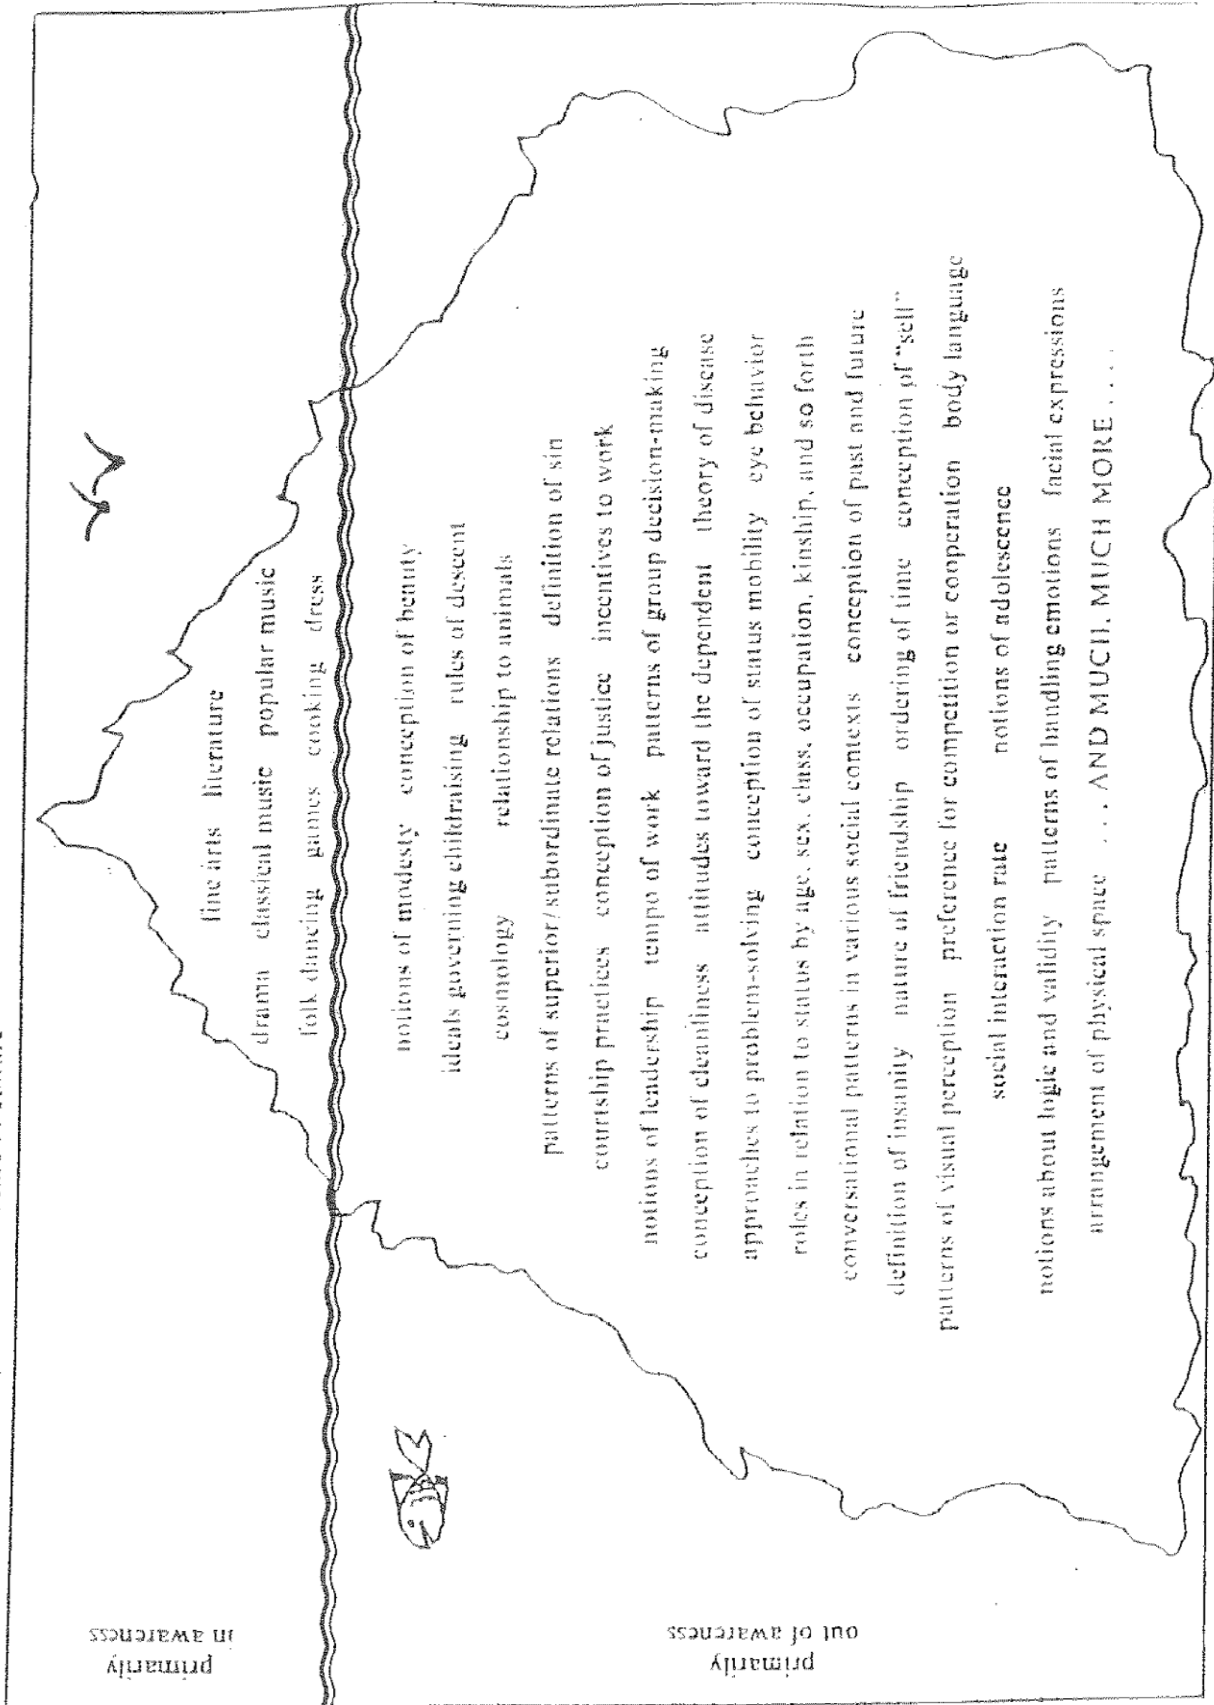 primarily
in awareness
fine arts literature
drama classical music popular music
folk dancing games cooking dress
primarily
out of awareness
notions of modesty conception of beauty
ideals governing childraising rules of descent
cosmology relationship to animals
patterns of superior/subordinate relations definition of sin
courtship practices conception of justice incentives to work
notions of leadership tempo of work patterns of group decision-making
conception of cleanliness attitudes toward the dependent theory of disease
approaches to problem-solving conception of status mobility eye behavior
roles in relation to status by age, sex, class, occupation, kinship, and so forth
conversational patterns in various social contexts conception of past and future
definition of insanity nature of friendship ordering of time conception of "self"
patterns of visual perception preference for competition or cooperation body language
social interaction rate notions of adolescence
notions about logic and validity patterns of handling emotions facial expressions
arrangement of physical space . . . AND MUCH, MUCH MORE . . . .